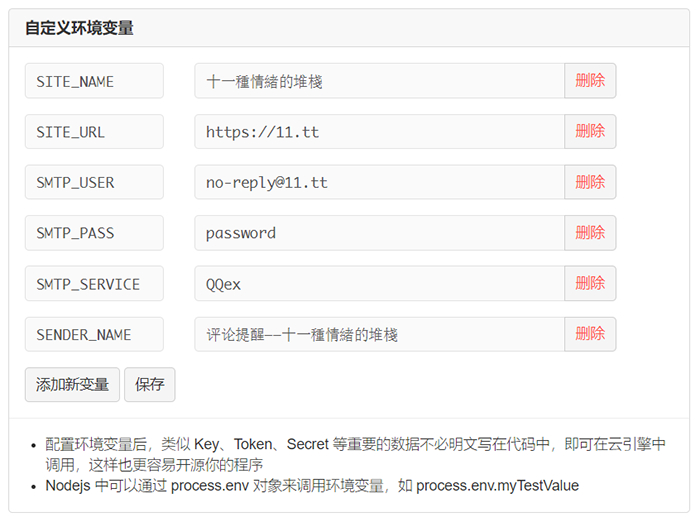 自定义环境变量
SITE_NAME 十一種情緒的堆棧 删除
SITE_URL https://11.tt 删除
SMTP_USER no-reply@11.tt 删除
SMTP_PASS password 删除
SMTP_SERVICE QQex 删除
SENDER_NAME 评论提醒——十一種情緒的堆棧 删除
添加新变量 保存
• 配置环境变量后，类似 Key、Token、Secret 等重要的数据不必明文写在代码中，即可在云引擎中
调用，这样也更容易开源你的程序
• Nodejs 中可以通过 process.env 对象来调用环境变量，如 process.env.myTestValue